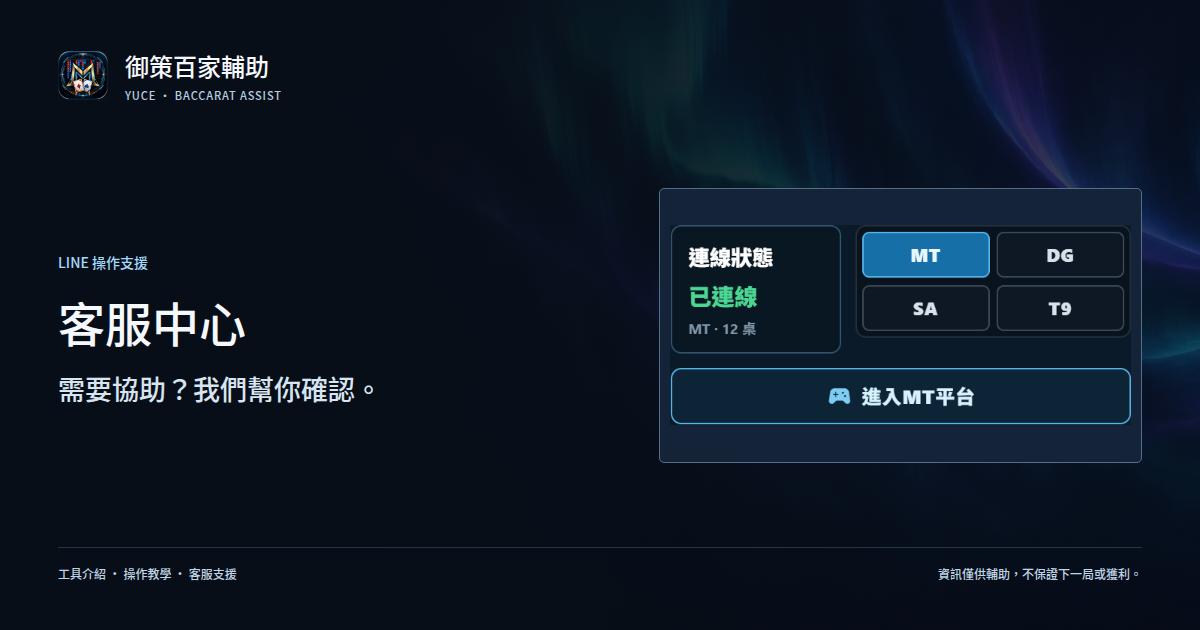 御策百家輔助
YUCE・BACCARAT ASSIST
LINE 操作支援
客服中心
需要協助？我們幫你確認。
連線狀態
已連線
MT · 12 桌
MT
DG
SA
T9
進入MT平台
工具介紹・操作教學・客服支援
資訊僅供輔助，不保證下一局或獲利。